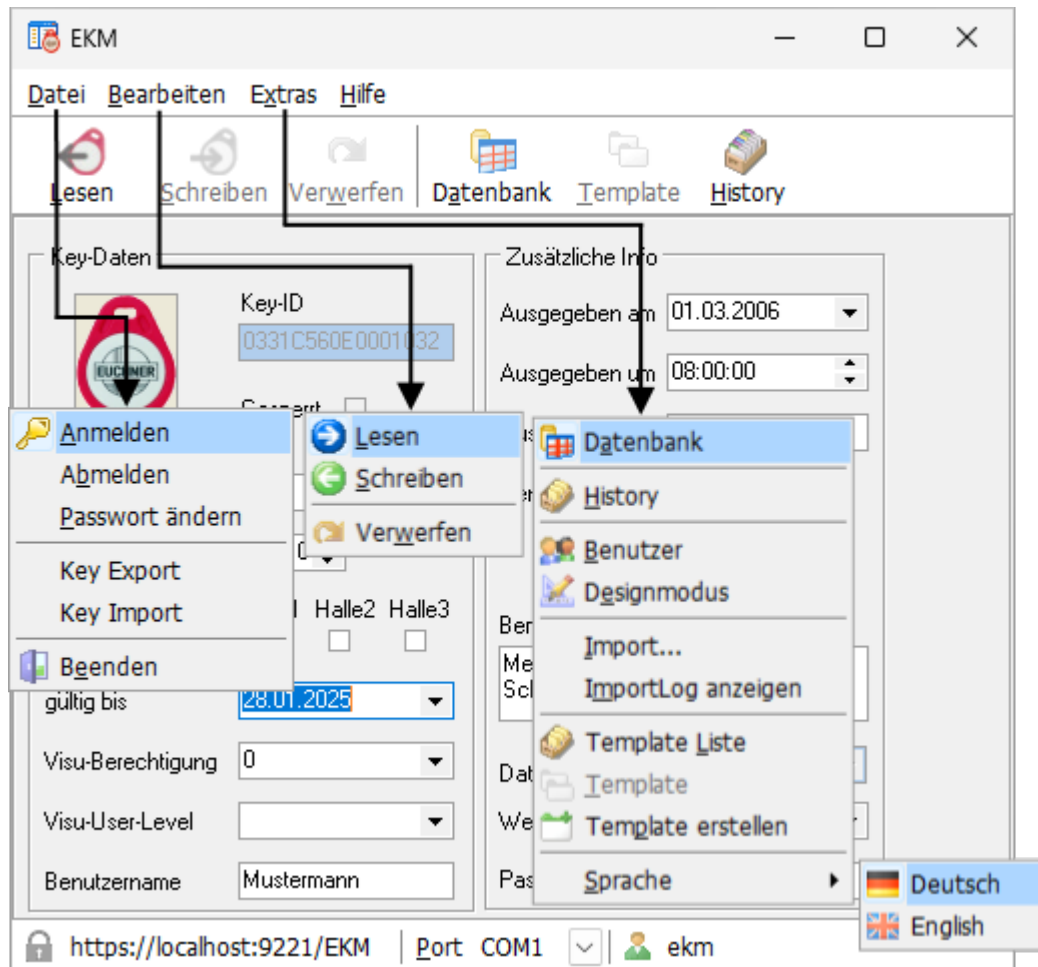 EKM
Datei Bearbeiten Extras Hilfe
Lesen Schreiben Verwerfen Datenbank Template History
Key-Daten
Key-ID
0331C560E0001032
EUCHNER
Zusätzliche Info
Ausgegeben am 01.03.2006
Ausgegeben um 08:00:00
Anmelden
Abmelden
Passwort ändern
Key Export
Key Import
Beenden
Lesen
Schreiben
Verwerfen
Datenbank
History
Benutzer
Designmodus
Import...
ImportLog anzeigen
Template Liste
Template
Template erstellen
Sprache
Deutsch
English
0
Halle2 Halle3
gültig bis 28.01.2025
Visu-Berechtigung 0
Visu-User-Level
Benutzername Mustermann
https://localhost:9221/EKM Port COM1 ekm